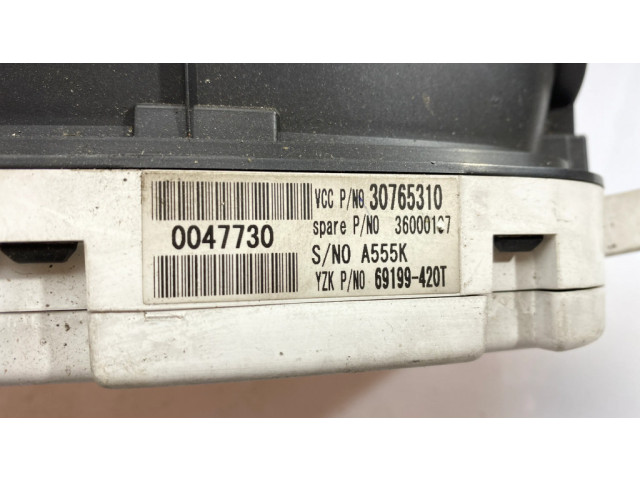 0047730
VCC P/NO 30765310
spare P/NO
S/NO A555K
YZK P/NO 69199-420T